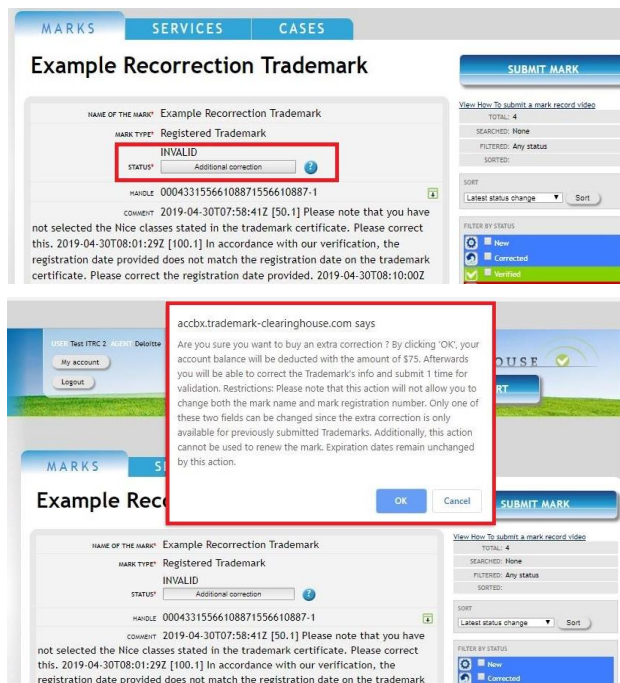 MARKS SERVICES CASES
Example Recorrection Trademark
NAME OF THE MARK* Example Recorrection Trademark
MARK TYPE* Registered Trademark
INVALID
STATUS* Additional correction ?
HANDLE 00043315566108871556610887-1
COMMENT 2019-04-30T07:58:41Z [50.1] Please note that you have
not selected the Nice classes stated in the trademark certificate. Please correct
this. 2019-04-30T08:01:29Z [100.1] In accordance with our verification, the
registration date provided does not match the registration date on the trademark
certificate. Please correct the registration date provided. 2019-04-30T08:10:00Z
SUBMIT MARK
View How To submit a mark record video
TOTAL: 4
SEARCHED: None
FILTERED: Any status
SORTED:
SORT
Latest status change Sort
FILTER BY STATUS
New
Corrected
Verified
USER Test ITRC 2 AGENT Deloitte
My account
Logout
OUSE
RT
accbx.trademark-clearinghouse.com says
Are you sure you want to buy an extra correction ? By clicking 'OK', your
account balance will be deducted with the amount of $75. Afterwards
you will be able to correct the Trademark's info and submit 1 time for
validation. Restrictions: Please note that this action will not allow you to
change both the mark name and mark registration number. Only one of
these two fields can be changed since the extra correction is only
available for previously submitted Trademarks. Additionally, this action
cannot be used to renew the mark. Expiration dates remain unchanged
by this action.
OK Cancel
MARKS S
Example Reco
NAME OF THE MARK* Example Recorrection Trademark
MARK TYPE* Registered Trademark
INVALID
STATUS* Additional correction ?
HANDLE 00043315566108871556610887-1
COMMENT 2019-04-30T07:58:41Z [50.1] Please note that you have
not selected the Nice classes stated in the trademark certificate. Please correct
this. 2019-04-30T08:01:29Z [100.1] In accordance with our verification, the
registration date provided does not match the registration date on the trademark
SUBMIT MARK
View How To submit a mark record video
TOTAL: 4
SEARCHED: None
FILTERED: Any status
SORTED:
SORT
Latest status change Sort
FILTER BY STATUS
New
Corrected